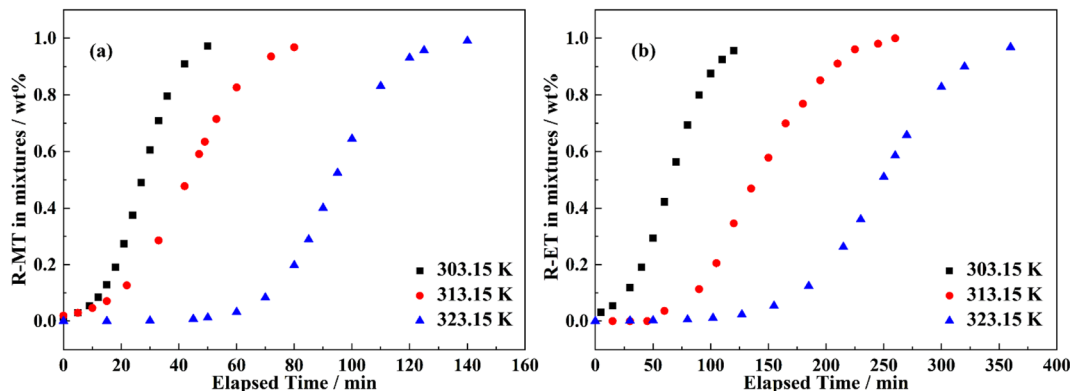 (a)
R-MT in mixtures / wt%
1.0
0.8
0.6
0.4
0.2
0.0
303.15 K
313.15 K
323.15 K
0 20 40 60 80 100 120 140 160
Elapsed Time / min
(b)
R-ET in mixtures / wt%
1.0
0.8
0.6
0.4
0.2
0.0
303.15 K
313.15 K
323.15 K
0 50 100 150 200 250 300 350 400
Elapsed Time / min